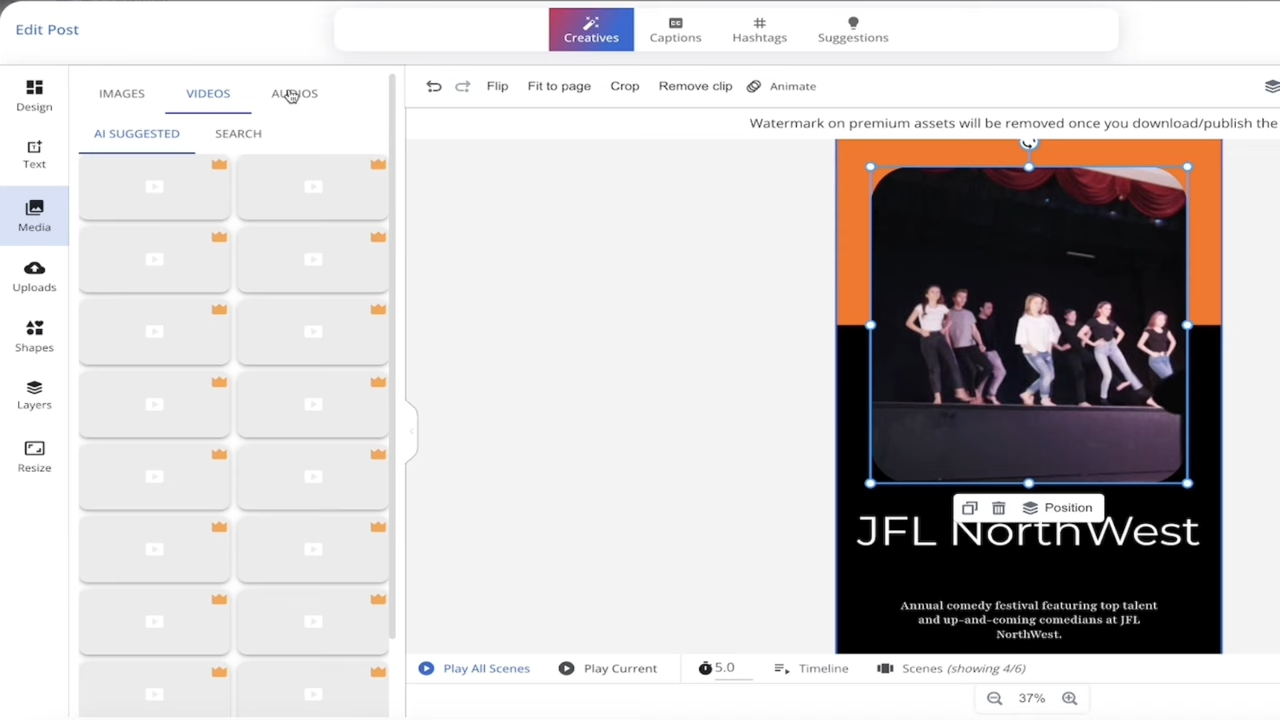 Edit Post
Creatives
Captions
Hashtags
Suggestions
Design
Text
Media
Uploads
Shapes
Layers
Resize
IMAGES
VIDEOS
AI SUGGESTED
SEARCH
Flip
Fit to page
Crop
Remove clip
Animate
Watermark on premium assets will be removed once you download/publish the
Position
JFL NorthWest
Annual comedy festival featuring top talent
and up-and-coming comedians at JFL
NorthWest.
Play All Scenes
Play Current
5.0
Timeline
Scenes (showing 4/6)
37%